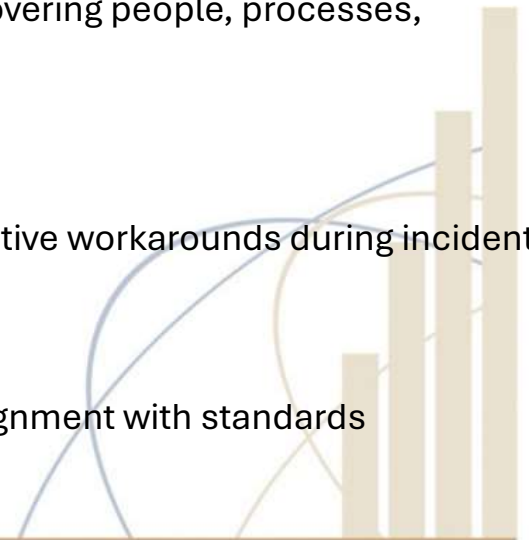 overing people, processes,
tive workarounds during incident
gnment with standards